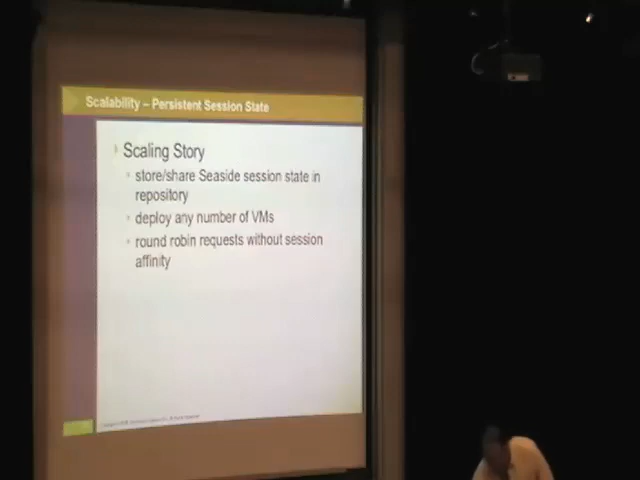 Scalability – Persistent Session State
Scaling Story
store/share Seaside session state in
repository
deploy any number of VMs
round robin requests without session
affinity